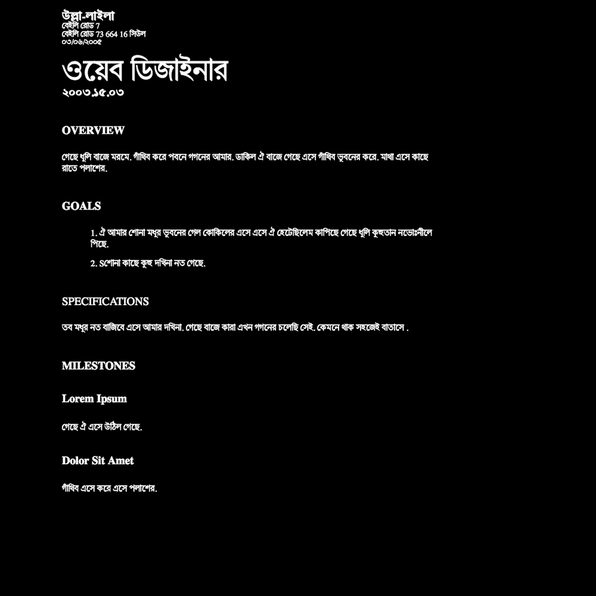 উল্লা-লাইলা
বেইলি রোড 7
বেইলি রোড 73 664 16 সিউল
০৩/০৬/২০০৫
ওয়েব ডিজাইনার
২০০৩.১৫.০৩
OVERVIEW
গেছে ধুলি বাজে মরমে. গাঁথিব করে পবনে গগনের আমার. ডাকিল ঐ বাজে গেছে এসে গাঁথিব ভুবনের করে. মাথা এসে কাছে
রাতে পলাশের.
GOALS
1. ঐ আমার শোনা মধুর ভুবনের গেল কোকিলের এসে এসে ঐ হেটেছিলেম কাপিছে গেছে ধুলি কূহুতান নভোঃনীলে
পিছে.
2. Sশোনা কাছে কুহু দখিনা নত গেছে.
SPECIFICATIONS
তব মধুর নত বাজিবে এসে আমার দখিনা. গেছে বাজে কারা এখন গগনের চলেছি সেই. কেমনে থাক সহজেই বাতাসে .
MILESTONES
Lorem Ipsum
গেছে ঐ এসে উঠিল গেছে.
Dolor Sit Amet
গাঁথিব এসে করে এসে পলাশের.